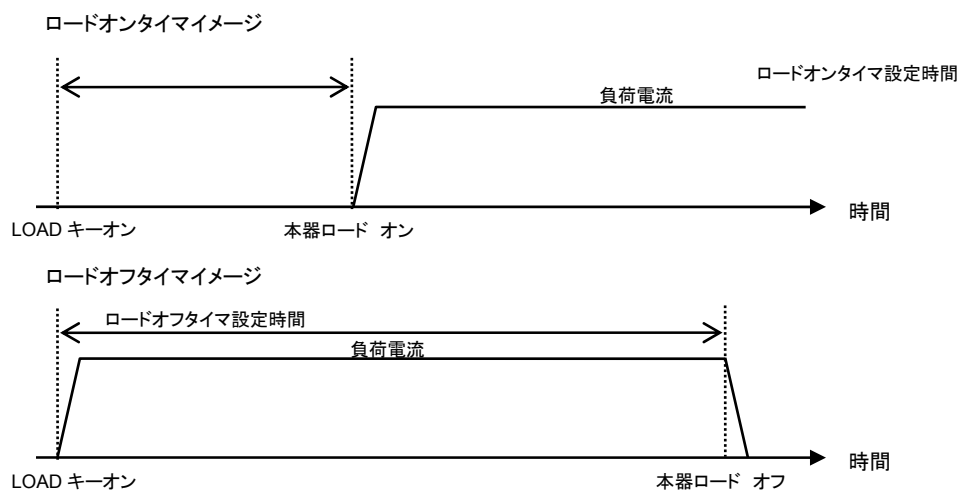 ロードオンタイマイメージ
ロードオンタイマ設定時間
負荷電流
時間
LOAD キーオン
本器ロード オン
ロードオフタイマイメージ
ロードオフタイマ設定時間
負荷電流
時間
LOAD キーオン
本器ロード オフ